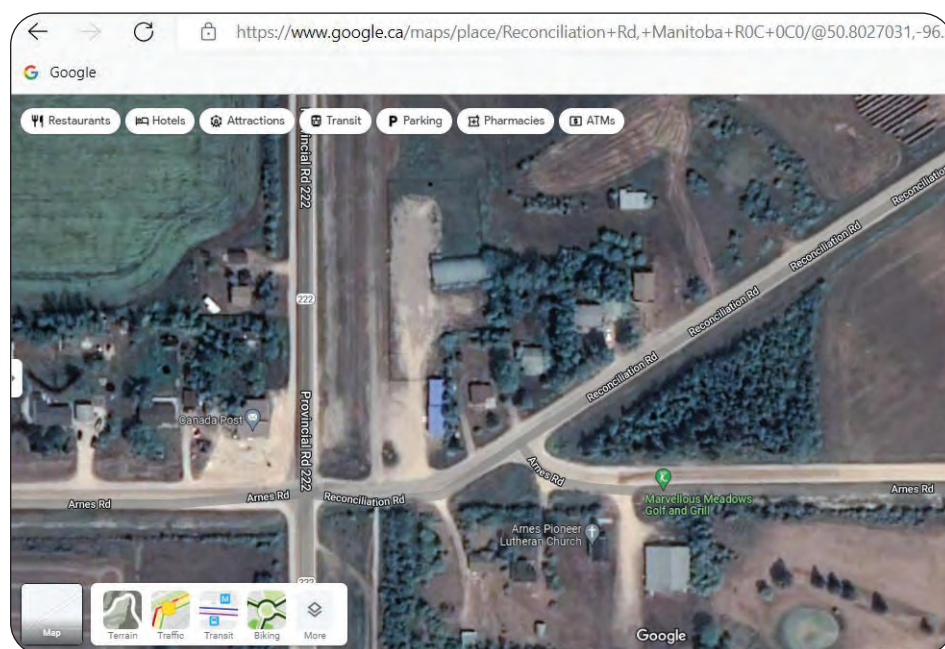 https://www.google.ca/maps/place/Reconciliation+Rd,+Manitoba+R0C+0C0/@50.8027031,-96.
Google
Restaurants
Hotels
Attractions
Transit
Parking
Pharmacies
ATMs
Provincial Rd 222
Reconciliation
Reconciliation Rd
Reconciliation Rd
Reconciliation Rd
222
Provincial Rd 222
Canada Post
Arnes Rd
Arnes Rd
Reconciliation Rd
Arnes Rd
Arnes Rd
Marvellous Meadows
Golf and Grill
Arnes Pioneer
Lutheran Church
222
Map
Terrain
Traffic
Transit
Biking
More
Google